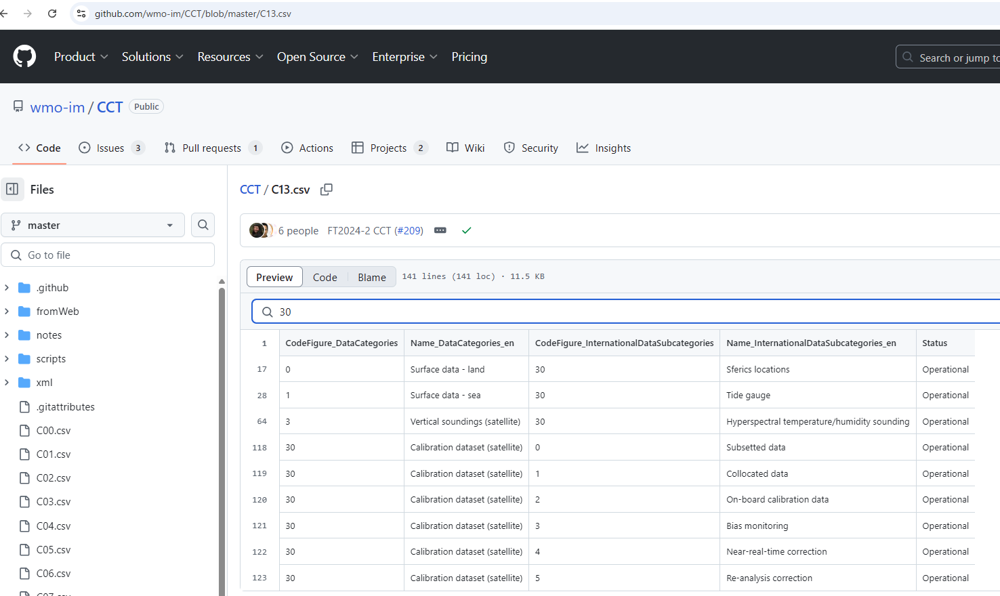 github.com/wmo-im/CCT/blob/master/C13.csv
Product Solutions Resources Open Source Enterprise Pricing Search or jump to
wmo-im / CCT Public
Code Issues 3 Pull requests 1 Actions Projects 2 Wiki Security Insights
Files
master
Go to file
.github
fromWeb
notes
scripts
xml
.gitattributes
C00.csv
C01.csv
C02.csv
C03.csv
C04.csv
C05.csv
C06.csv
CCT / C13.csv
6 people FT2024-2 CCT (#209)
Preview Code Blame 141 lines (141 loc) · 11.5 KB
30
1 CodeFigure_DataCategories Name_DataCategories_en CodeFigure_InternationalDataSubcategories Name_InternationalDataSubcategories_en Status
17 0 Surface data - land 30 Sferics locations Operational
28 1 Surface data - sea 30 Tide gauge Operational
64 3 Vertical soundings (satellite) 30 Hyperspectral temperature/humidity sounding Operational
118 30 Calibration dataset (satellite) 0 Subsetted data Operational
119 30 Calibration dataset (satellite) 1 Collocated data Operational
120 30 Calibration dataset (satellite) 2 On-board calibration data Operational
121 30 Calibration dataset (satellite) 3 Bias monitoring Operational
122 30 Calibration dataset (satellite) 4 Near-real-time correction Operational
123 30 Calibration dataset (satellite) 5 Re-analysis correction Operational